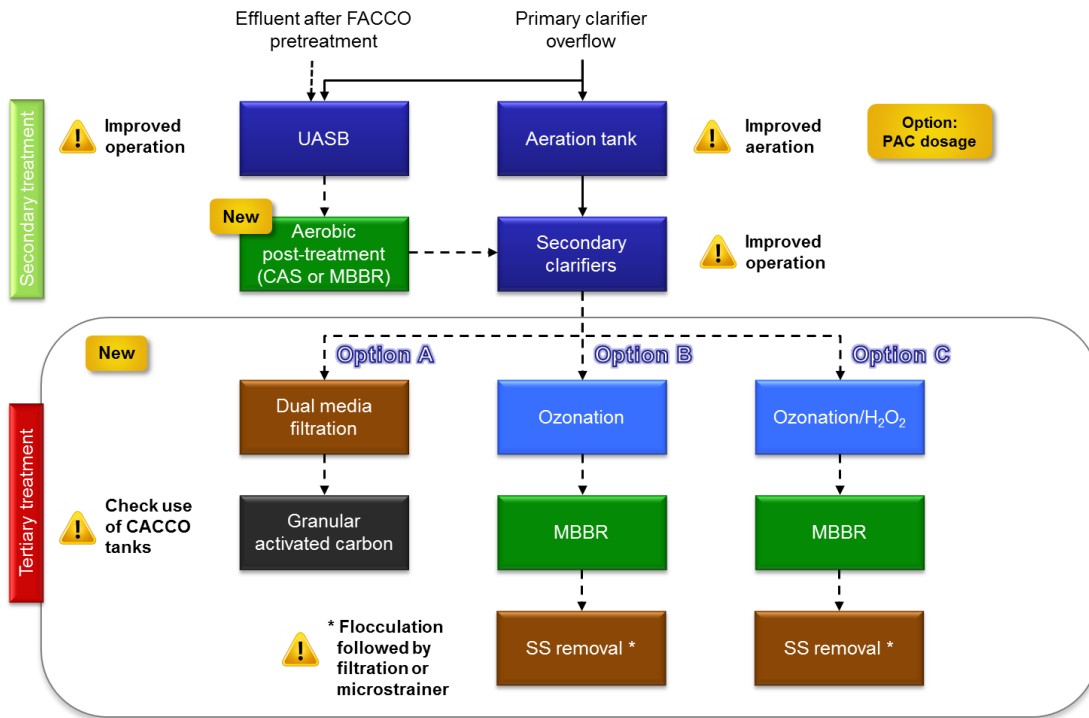 Effluent after FACCO
pretreatment
Primary clarifier
overflow
Secondary treatment
Improved
operation
UASB
Aeration tank
Improved
aeration
Option:
PAC dosage
New
Aerobic
post-treatment
(CAS or MBBR)
Secondary
clarifiers
Improved
operation
Tertiary treatment
New
Option A
Option B
Option C
Dual media
filtration
Ozonation
Ozonation/H₂O₂
Check use
of CACCO
tanks
Granular
activated carbon
MBBR
MBBR
* Flocculation
followed by
filtration or
microstrainer
SS removal *
SS removal *